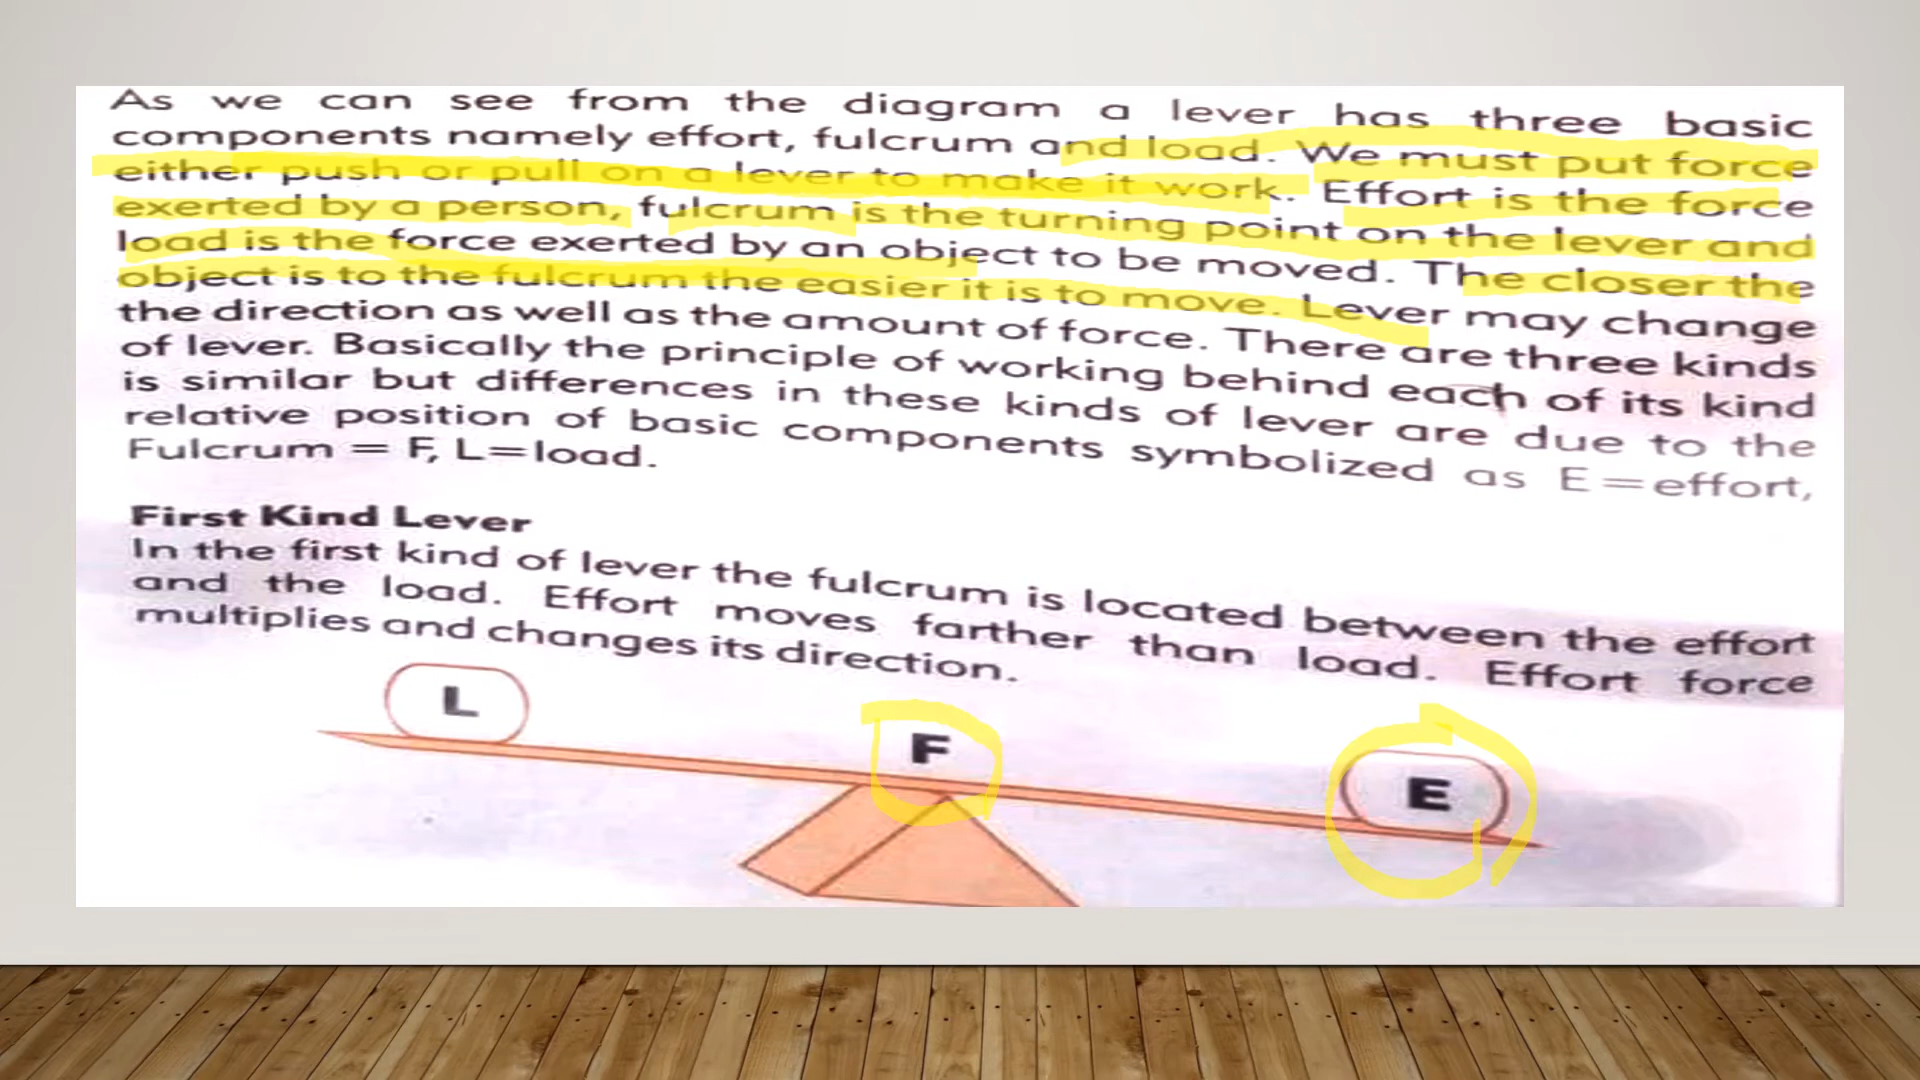 As we can see from the diagram a lever has three basic
components namely effort, fulcrum and load. We must put force
either push or pull on a lever to make it work. Effort is the force
exerted by a person, fulcrum is the turning point on the lever and
load is the force exerted by an object to be moved. The closer the
object is to the fulcrum the easier it is to move. Lever may change
the direction as well as the amount of force. There are three kinds
of lever. Basically the principle of working behind each of its kind
is similar but differences in these kinds of lever are due to the
relative position of basic components symbolized as E=effort,
Fulcrum = F, L=load.
First Kind Lever
In the first kind of lever the fulcrum is located between the effort
and the load. Effort moves farther than load. Effort force
multiplies and changes its direction.
L
F
E